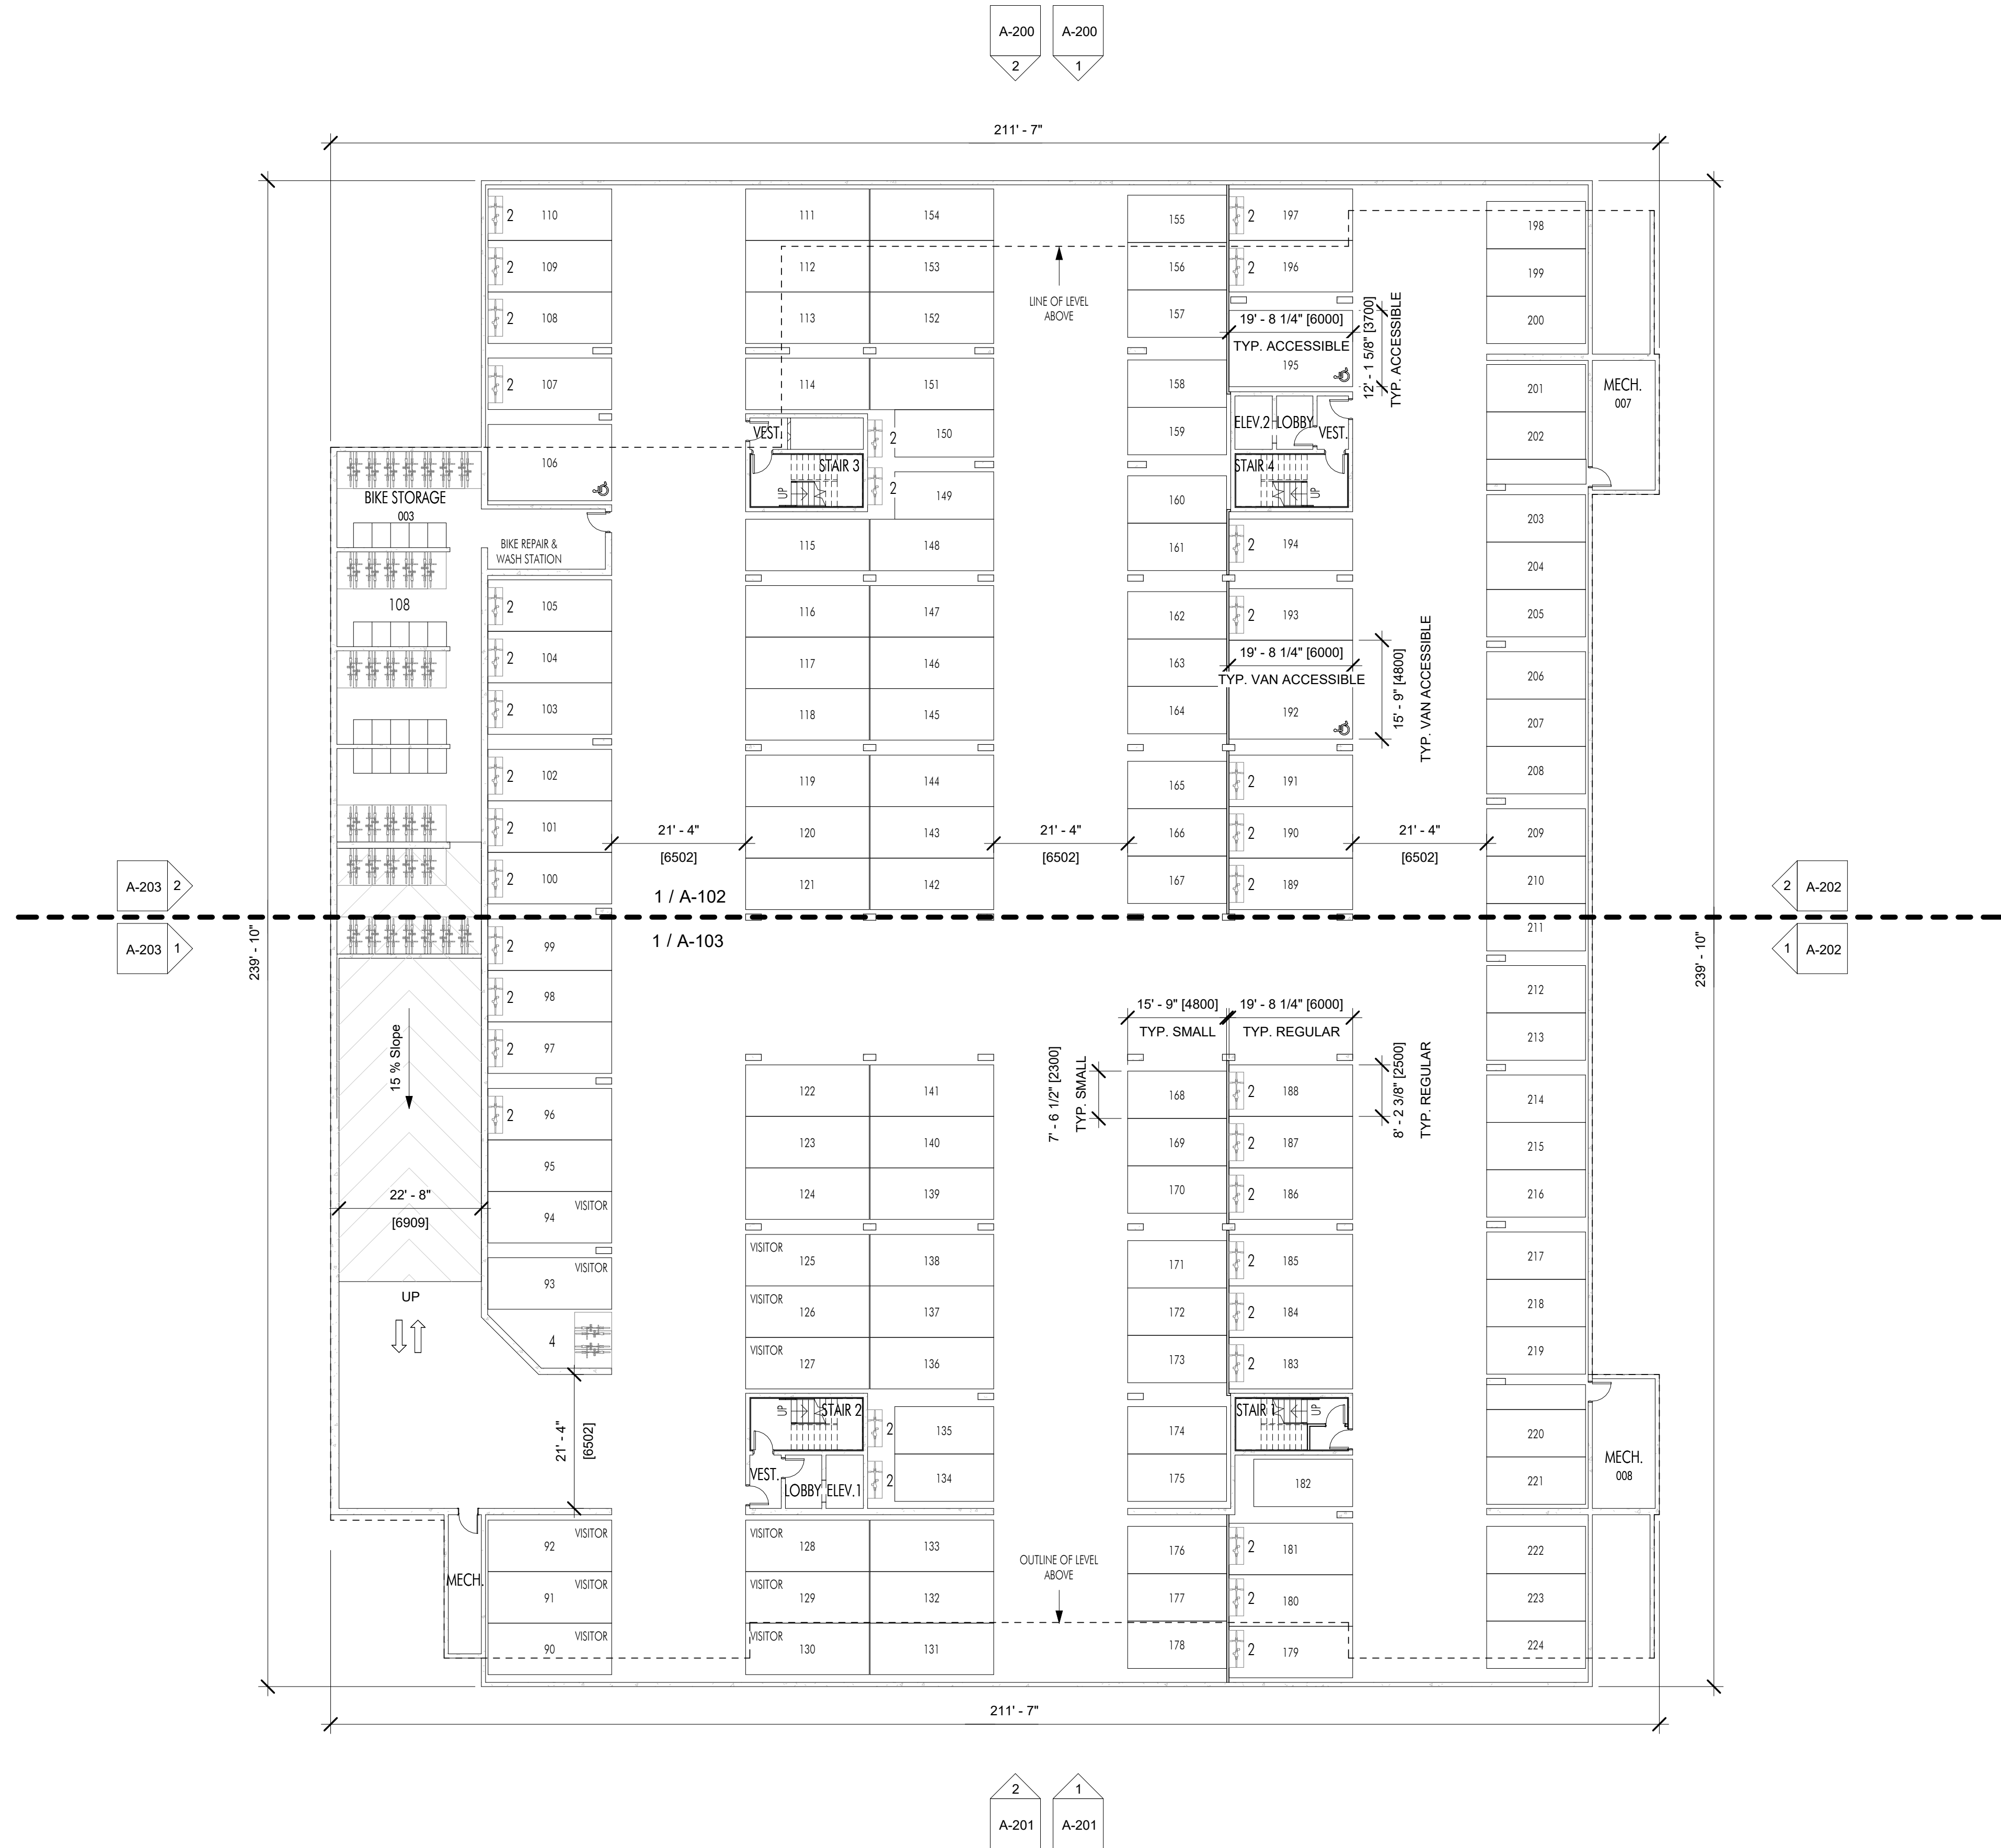 A-200
A-200
2
1
211' - 7"
110
2
109
2
108
2
107
2
106
111
154
112
153
113
152
114
151
150
2
149
2
VEST.
STAIR 3
UP
155
156
157
158
159
160
161
LINE OF LEVEL
ABOVE
2
197
2
196
19' - 8 1/4" [6000]
TYP. ACCESSIBLE
195
12' - 1 5/8" [3700]
TYP. ACCESSIBLE
ELEV.2
LOBBY
VEST.
STAIR 4
UP
2
194
198
199
200
201
202
203
204
205
MECH.
007
BIKE STORAGE
003
BIKE REPAIR &
WASH STATION
108
2
105
2
104
2
103
2
102
2
101
2
100
115
148
116
147
117
146
118
145
119
144
120
143
121
142
162
163
164
165
166
167
2
193
19' - 8 1/4" [6000]
TYP. VAN ACCESSIBLE
192
15' - 9" [4800]
TYP. VAN ACCESSIBLE
2
191
2
190
2
189
206
207
208
209
210
211
21' - 4"
[6502]
21' - 4"
[6502]
21' - 4"
[6502]
1 / A-102
1 / A-103
A-203
2
A-203
1
2
A-202
1
A-202
239' - 10"
239' - 10"
2
99
2
98
2
97
2
96
95
VISITOR
94
VISITOR
93
4
15 % Slope
22' - 8"
[6909]
UP
21' - 4"
[6502]
15' - 9" [4800]
TYP. SMALL
19' - 8 1/4" [6000]
TYP. REGULAR
7' - 6 1/2" [2300]
TYP. SMALL
8' - 2 3/8" [2500]
TYP. REGULAR
122
141
123
140
124
139
VISITOR
125
138
VISITOR
126
137
VISITOR
127
136
168
169
170
171
172
173
174
175
2
188
2
187
2
186
2
185
2
184
2
183
212
213
214
215
216
217
218
219
220
221
UP
STAIR 2
VEST.
LOBBY
ELEV.1
2
135
2
134
STAIR 1
UP
182
MECH.
008
MECH.
VISITOR
92
VISITOR
91
VISITOR
90
VISITOR
128
133
VISITOR
129
132
VISITOR
130
131
OUTLINE OF LEVEL
ABOVE
176
177
178
2
181
2
180
2
179
222
223
224
211' - 7"
2
1
A-201
A-201